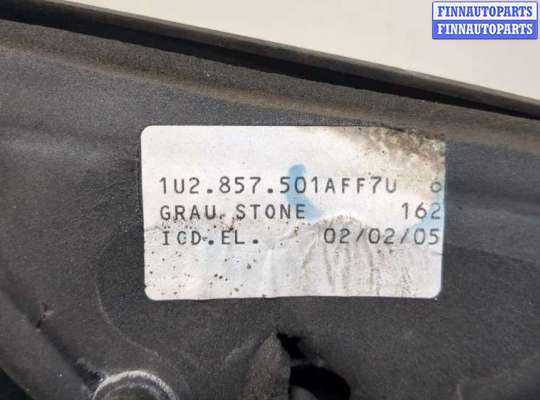 FINNAUTOPARTS
FINNAUTOPARTS
1U2.857.501AFF7U 6
GRAU STONE 162
ICD.EL. 02/02/05